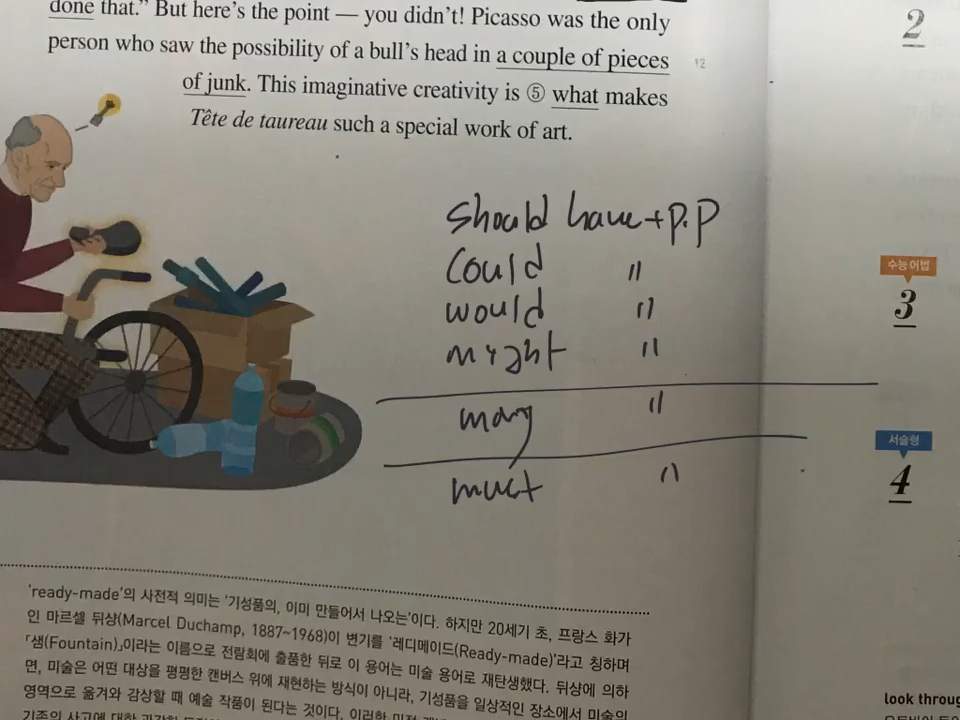 done that." But here's the point — you didn't! Picasso was the only
person who saw the possibility of a bull's head in a couple of pieces
12
of junk. This imaginative creativity is ⑤ what makes
Tête de taureau such a special work of art.
should have+p.p
Could 〃
would 〃
might 〃
may 〃
must 〃
2
수능 어법
3
서술형
4
'ready-made'의 사전적 의미는 '기성품의, 이미 만들어서 나오는'이다. 하지만 20세기 초, 프랑스 화가
인 마르셀 뒤샹(Marcel Duchamp, 1887~1968)이 변기를 '레디메이드(Ready-made)'라고 칭하며
「샘(Fountain)」이라는 이름으로 전람회에 출품한 뒤로 이 용어는 미술 용어로 재탄생했다. 뒤샹에 의하
면, 미술은 어떤 대상을 평평한 캔버스 위에 재현하는 방식이 아니라, 기성품을 일상적인 장소에서 미술의
영역으로 옮겨와 감상할 때 예술 작품이 된다는 것이다. 이러한
기존의 사고에 대한
look throug